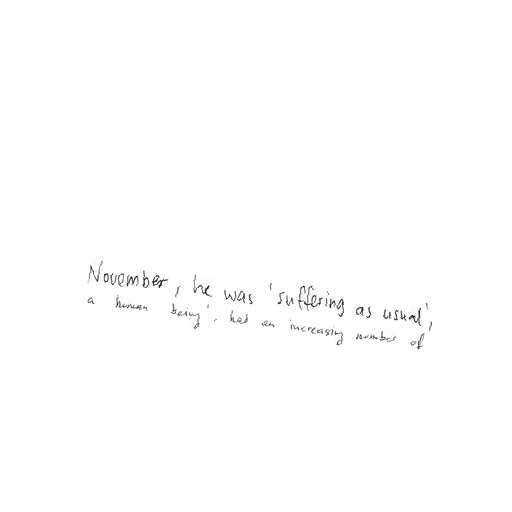 November, he was 'suffering as usual',
a human being', had an increasing number of